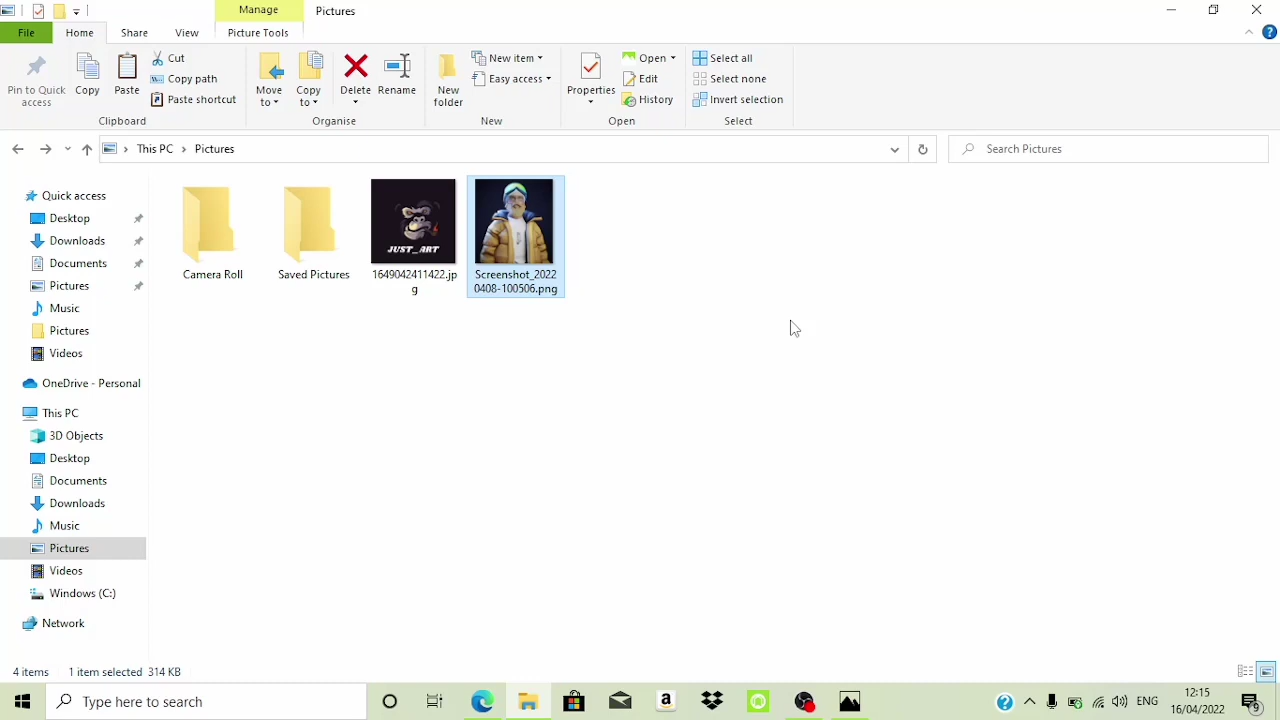 Manage
Pictures
File
Home
Share
View
Picture Tools
Pin to Quick
access
Copy
Paste
Cut
Copy path
Paste shortcut
Clipboard
Move
to
Copy
to
Delete
Rename
Organise
New
folder
New item
Easy access
New
Properties
Open
Edit
History
Open
Select all
Select none
Invert selection
Select
This PC
Pictures
Search Pictures
Quick access
Desktop
Downloads
Documents
Pictures
Music
Pictures
Videos
OneDrive - Personal
This PC
3D Objects
Desktop
Documents
Downloads
Music
Pictures
Videos
Windows (C:)
Network
Camera Roll
Saved Pictures
JUST_ART
1649042411422.jp
g
Screenshot_2022
0408-100506.png
4 items
1 item selected
314 KB
Type here to search
ENG
12:15
16/04/2022
9